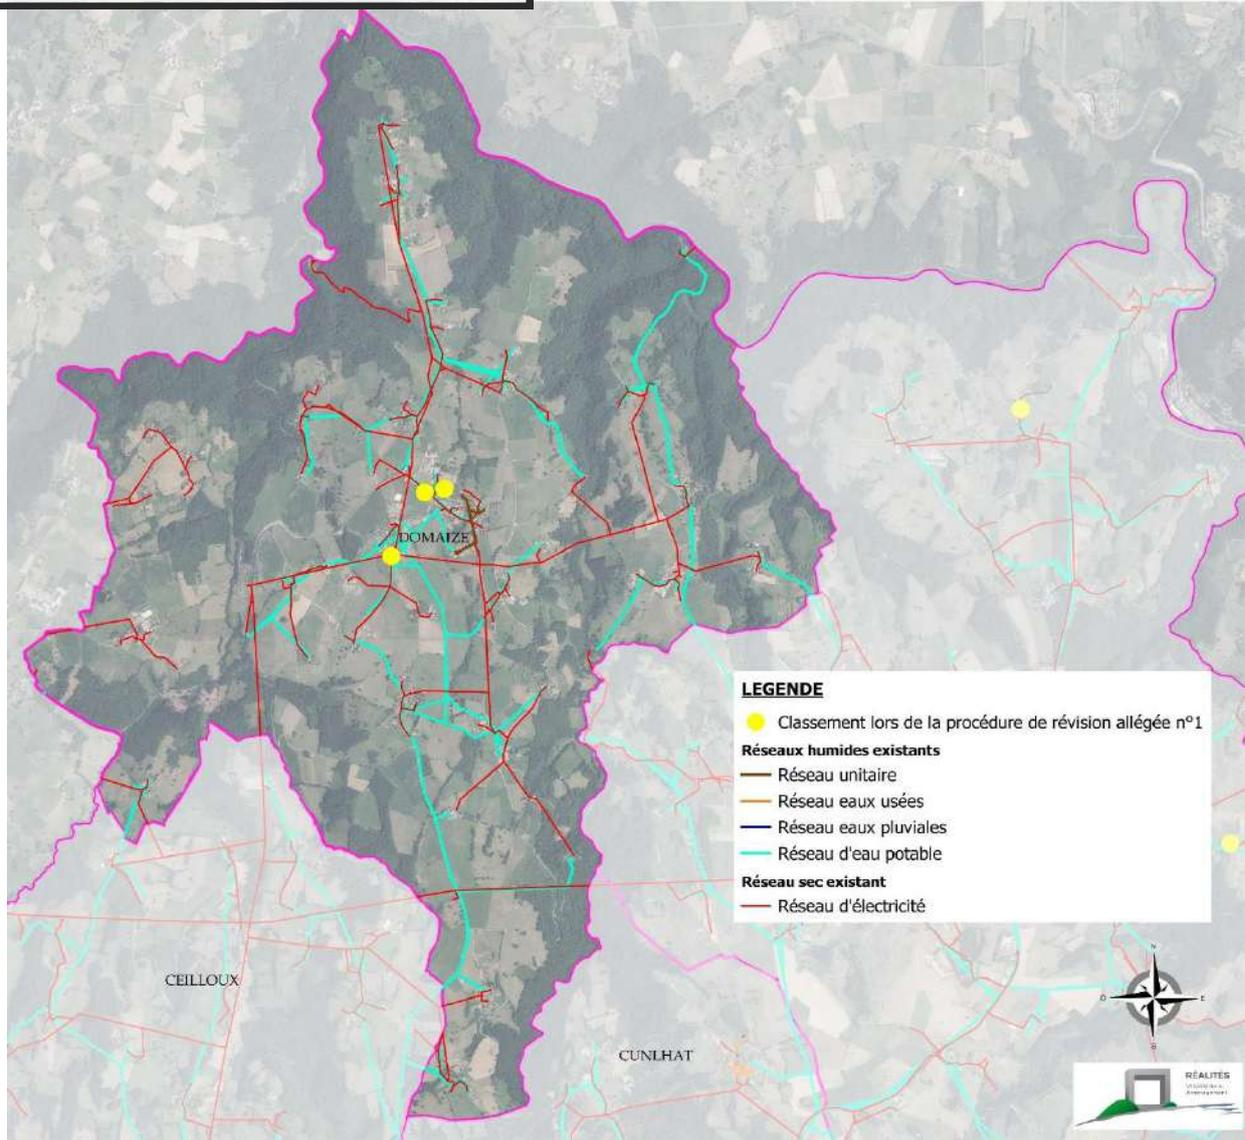 DOMAIZE
LEGENDE
Classement lors de la procédure de révision allégée n°1
Réseaux humides existants
Réseau unitaire
Réseau eaux usées
Réseau eaux pluviales
Réseau d'eau potable
Réseau sec existant
Réseau d'électricité
CEILLOUX
N
O
E
S
CUNLHAT
RÉALITÉS